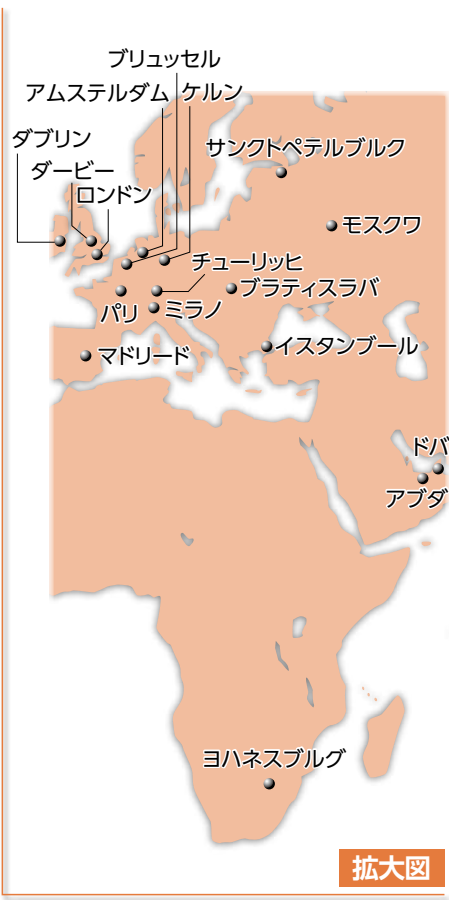 ブリュッセル
アムステルダム
ケルン
ダブリン
ダービー
ロンドン
サンクトペテルブルク
モスクワ
チューリッヒ
ブラティスラバ
パリ
ミラノ
イスタンブール
マドリード
ドバ
アブダ
ヨハネスブルグ
拡大図